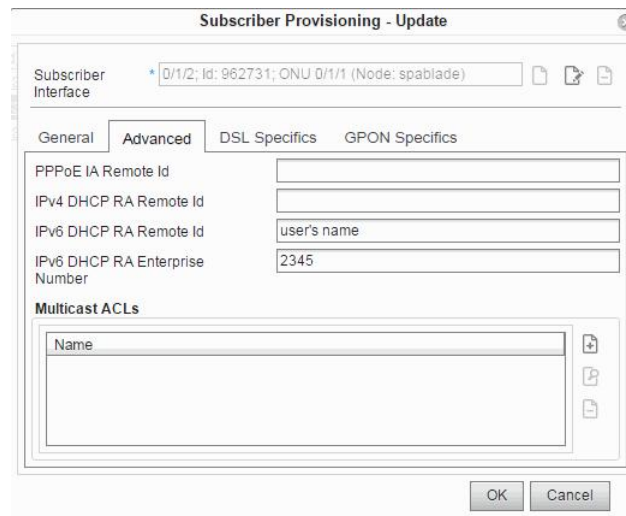 Subscriber Provisioning - Update
Subscriber
Interface
* 0/1/2; Id: 962731; ONU 0/1/1 (Node: spablade)
General Advanced DSL Specifics GPON Specifics
PPPoE IA Remote Id
IPv4 DHCP RA Remote Id
IPv6 DHCP RA Remote Id user's name
IPv6 DHCP RA Enterprise
Number
2345
Multicast ACLs
Name
OK Cancel